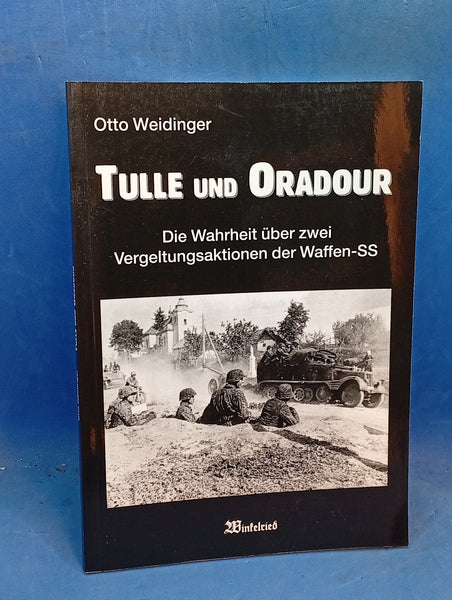 Otto Weidinger
TULLE UND ORADOUR
Die Wahrheit über zwei
Vergeltungsaktionen der Waffen-SS
Winkelried